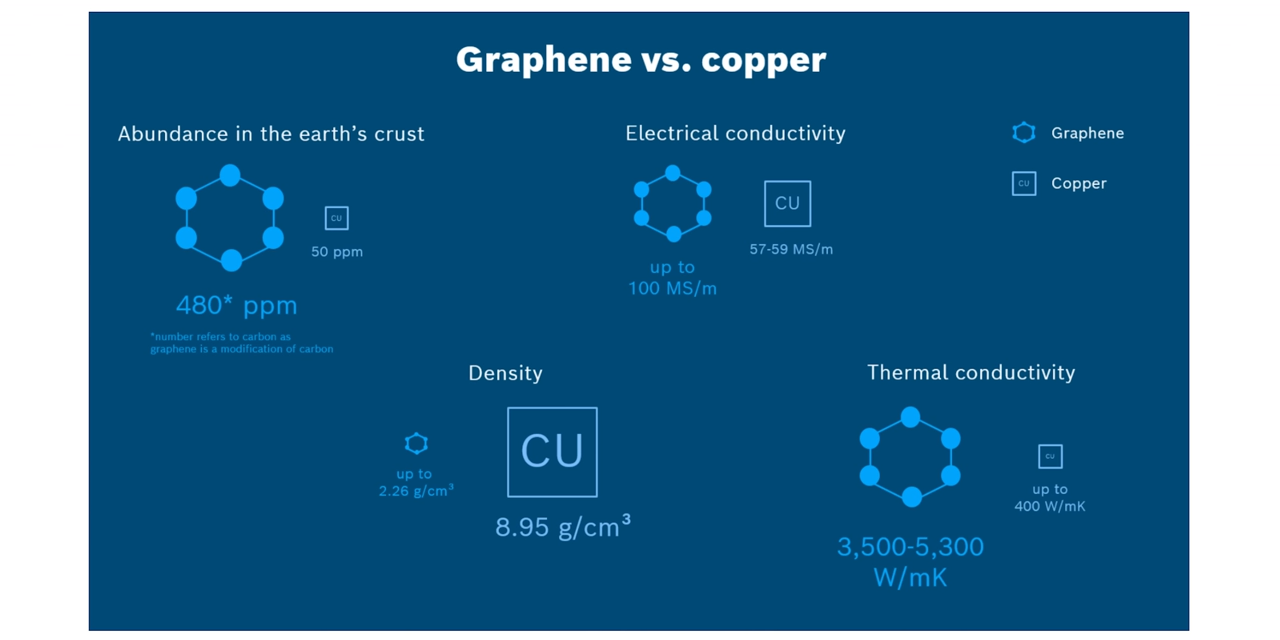 Graphene vs. copper
Abundance in the earth’s crust
CU
50 ppm
480* ppm
*number refers to carbon as
graphene is a modification of carbon
Electrical conductivity
CU
up to
100 MS/m
57-59 MS/m
Graphene
CU
Copper
Density
up to
2.26 g/cm³
CU
8.95 g/cm³
Thermal conductivity
3,500-5,300
W/mK
CU
up to
400 W/mK